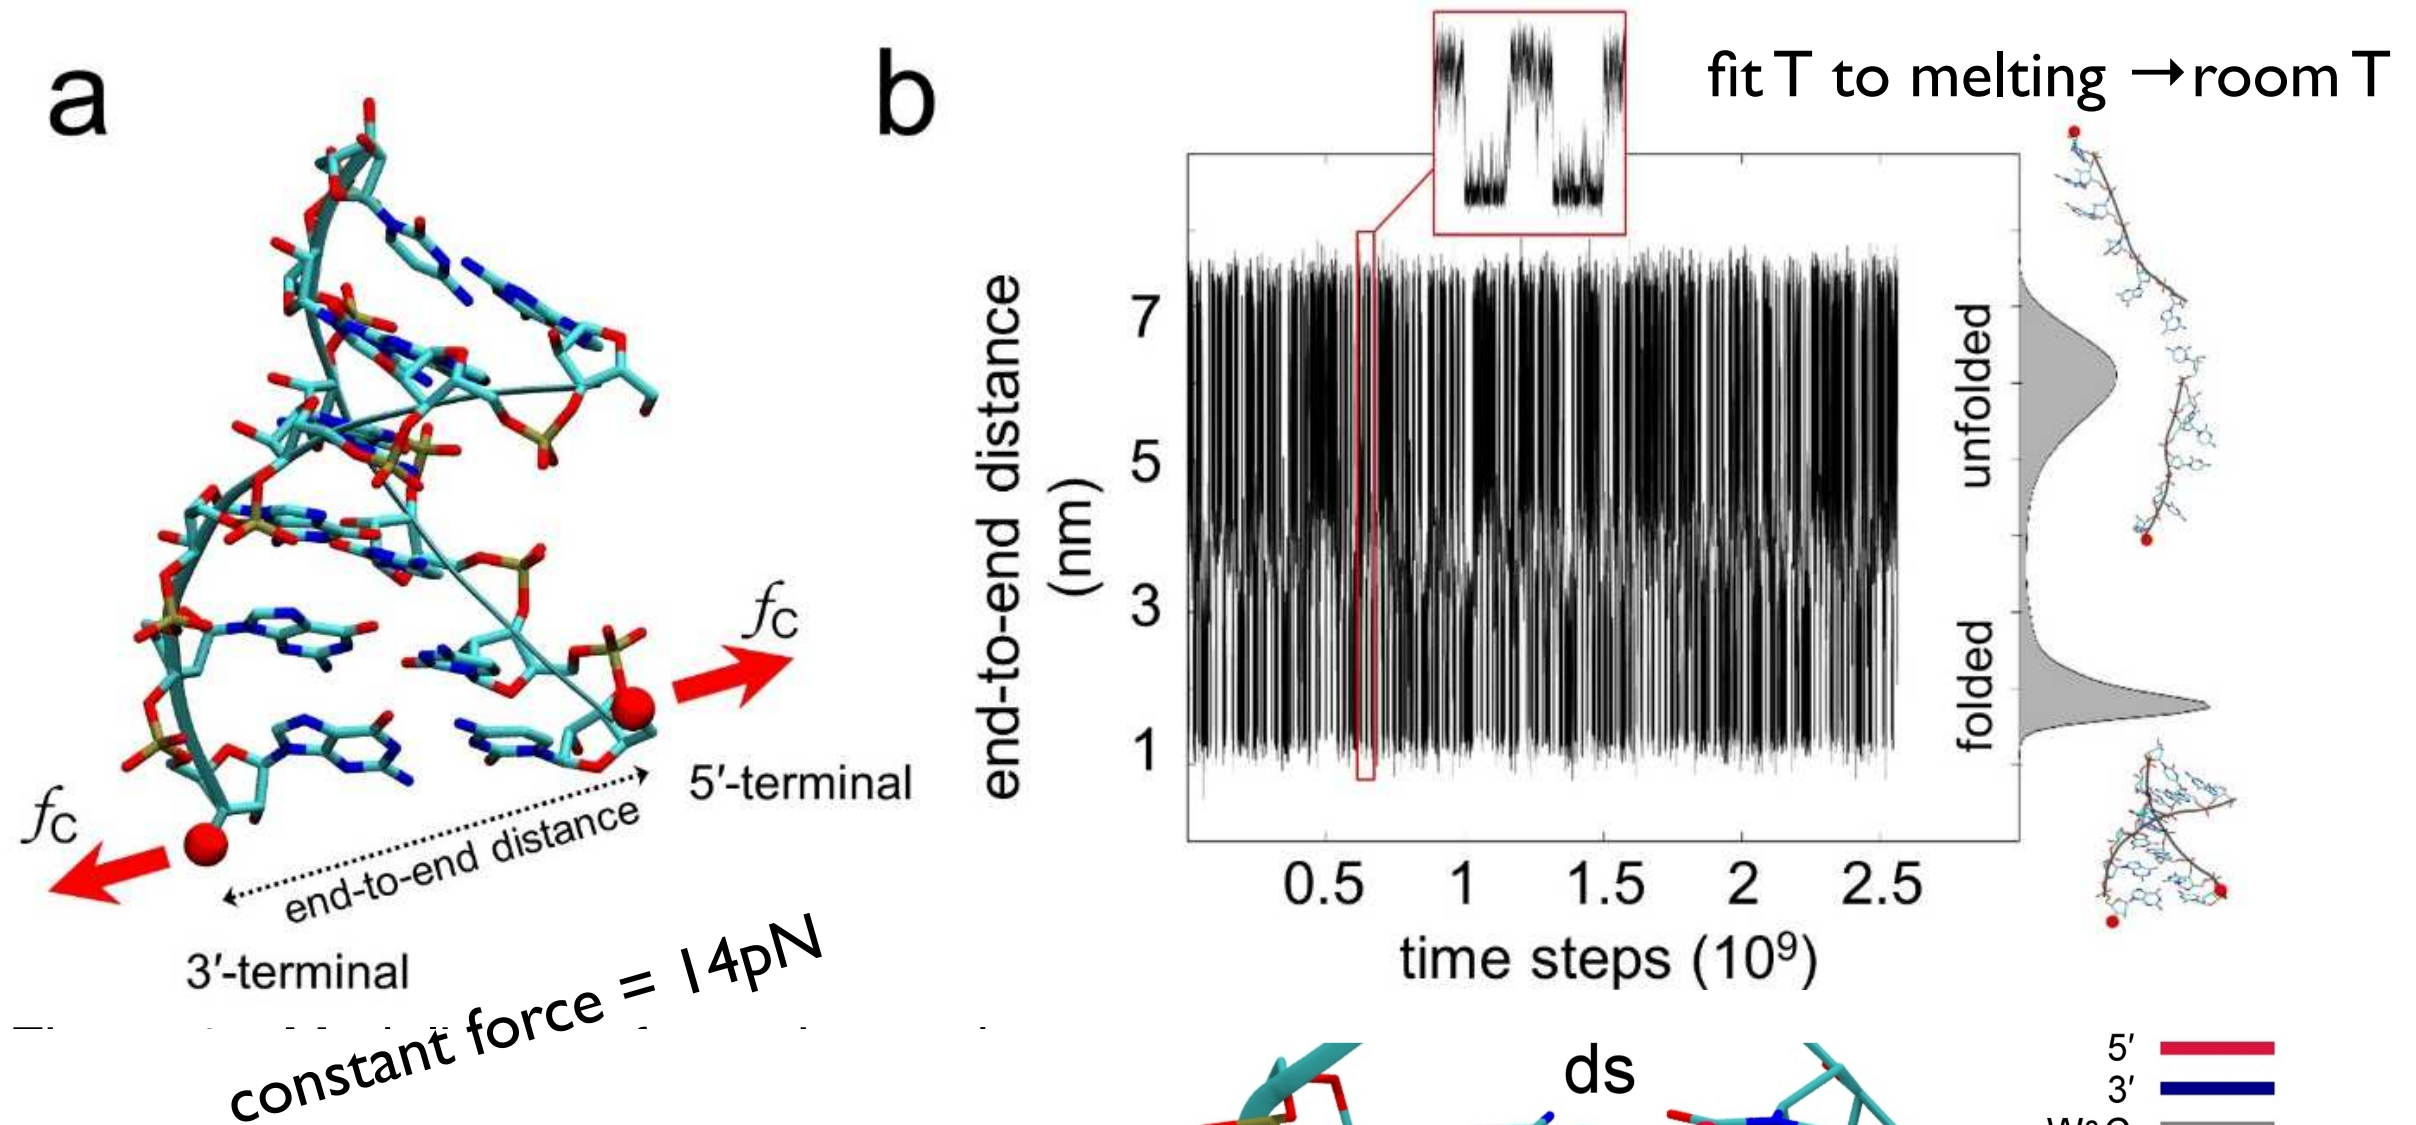 a
b
fit T to melting → room T
end-to-end distance
(nm)
7
5
3
1
unfolded
folded
0.5 1 1.5 2 2.5
time steps (10⁹)
fC
fC
5′-terminal
end-to-end distance
3′-terminal
constant force = 14pN
ds
5′
3′